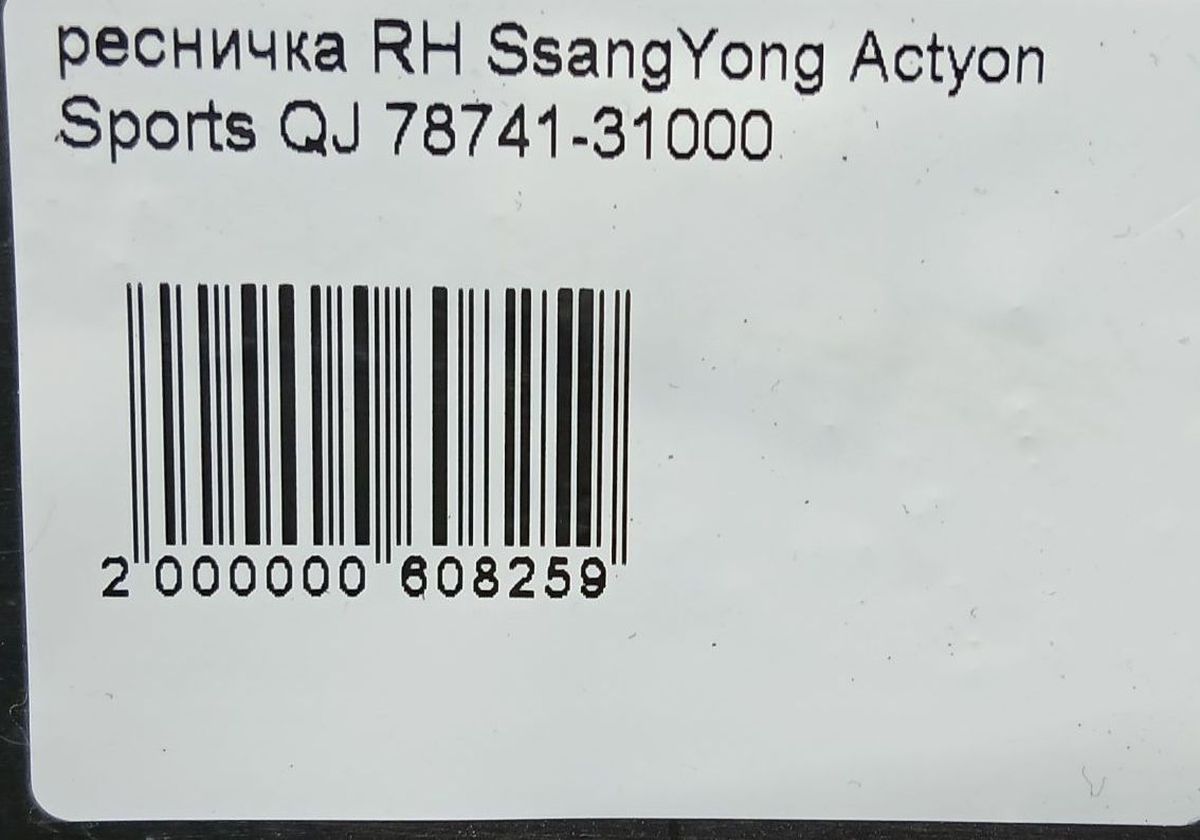 ресничка RH SsangYong Actyon
Sports QJ 78741-31000
2 000000 608259